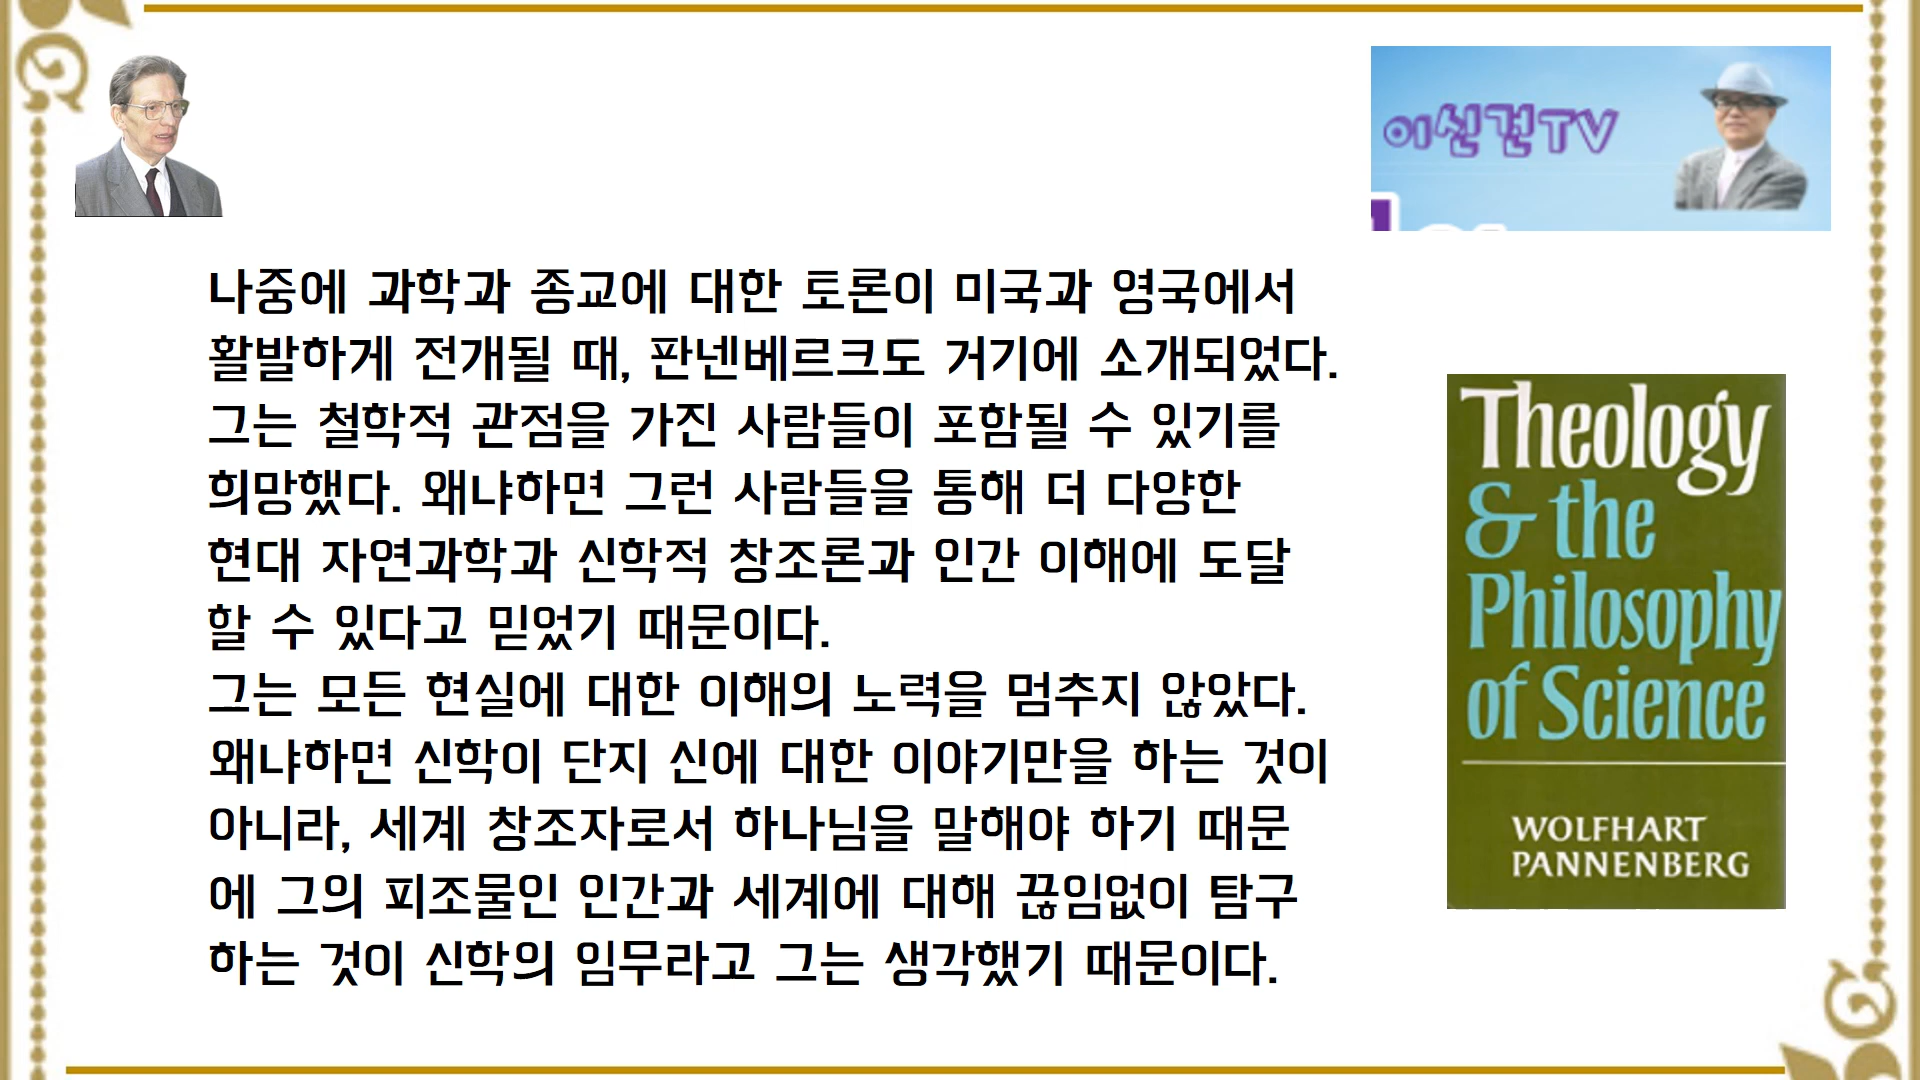 이신건TV
나중에 과학과 종교에 대한 토론이 미국과 영국에서
활발하게 전개될 때, 판넨베르크도 거기에 소개되었다.
그는 철학적 관점을 가진 사람들이 포함될 수 있기를
희망했다. 왜냐하면 그런 사람들을 통해 더 다양한
현대 자연과학과 신학적 창조론과 인간 이해에 도달
할 수 있다고 믿었기 때문이다.
그는 모든 현실에 대한 이해의 노력을 멈추지 않았다.
왜냐하면 신학이 단지 신에 대한 이야기만을 하는 것이
아니라, 세계 창조자로서 하나님을 말해야 하기 때문
에 그의 피조물인 인간과 세계에 대해 끊임없이 탐구
하는 것이 신학의 임무라고 그는 생각했기 때문이다.
Theology
& the
Philosophy
of Science
WOLFHART
PANNENBERG